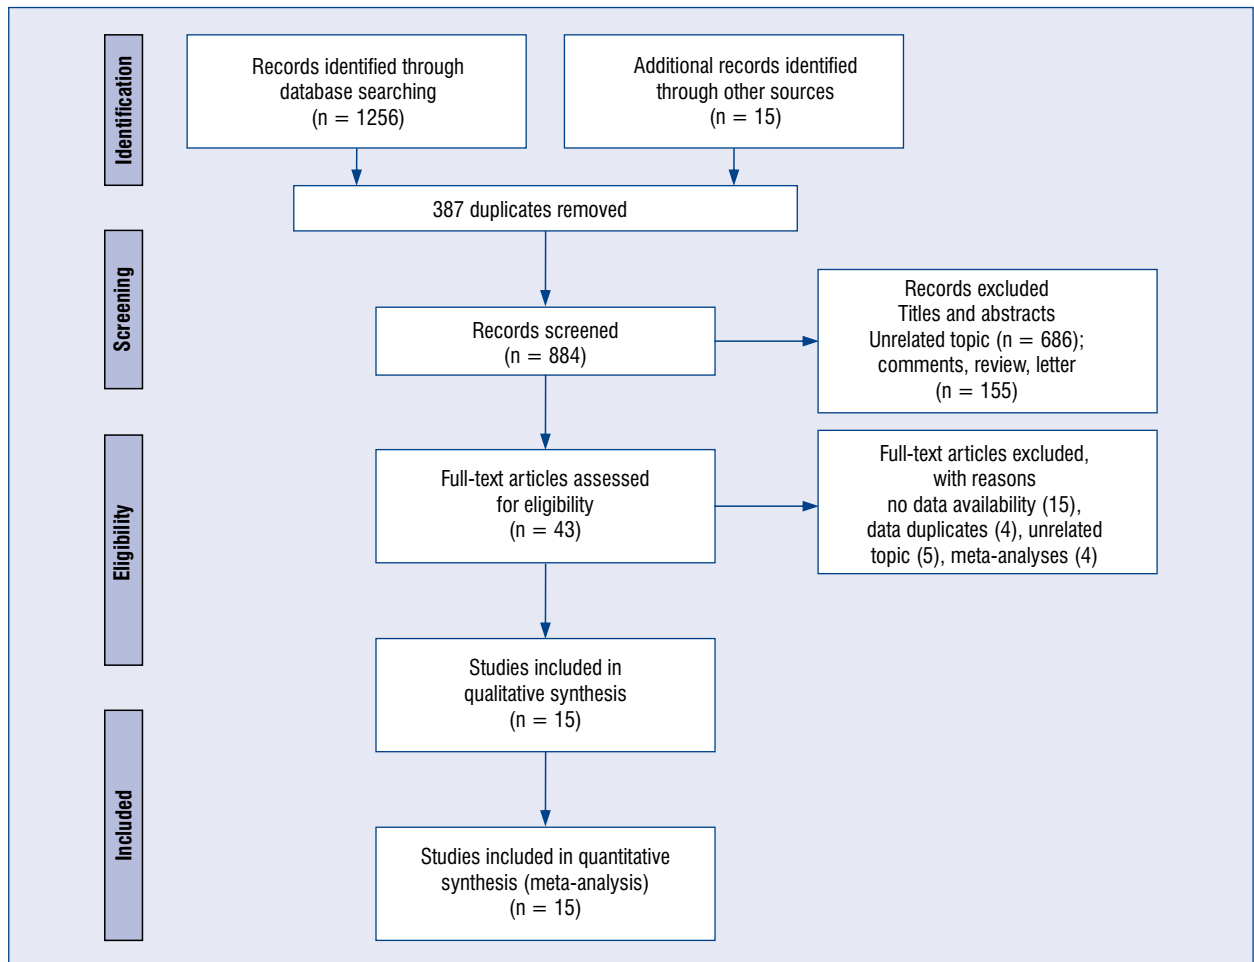 Identification
Records identified through
database searching
(n = 1256)
Additional records identified
through other sources
(n = 15)
387 duplicates removed
Screening
Records screened
(n = 884)
Records excluded
Titles and abstracts
Unrelated topic (n = 686);
comments, review, letter
(n = 155)
Eligibility
Full-text articles assessed
for eligibility
(n = 43)
Full-text articles excluded,
with reasons
no data availability (15),
data duplicates (4), unrelated
topic (5), meta-analyses (4)
Studies included in
qualitative synthesis
(n = 15)
Included
Studies included in quantitative
synthesis (meta-analysis)
(n = 15)